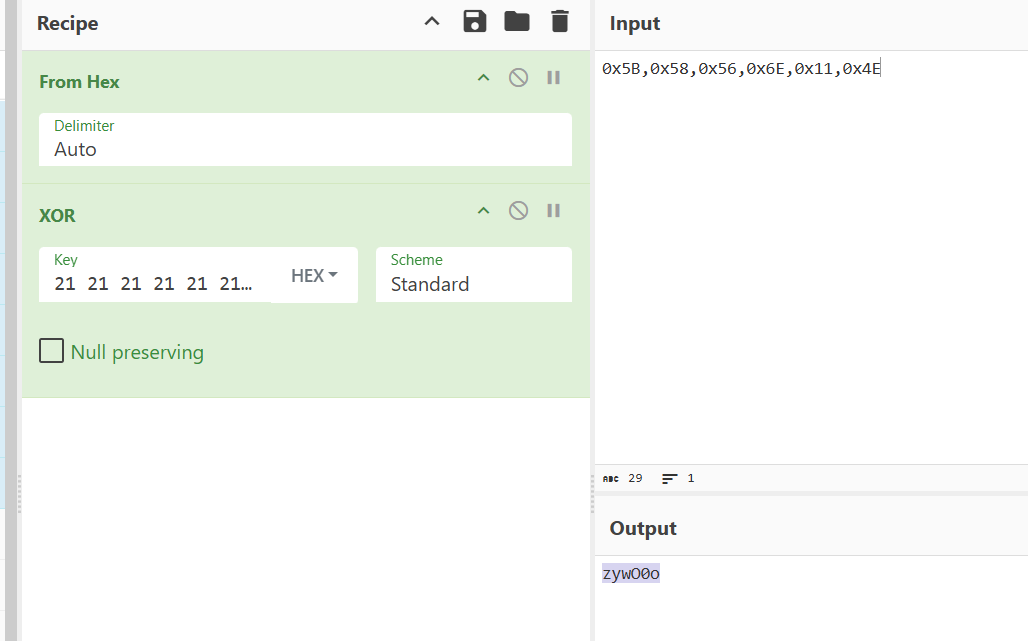 Recipe
From Hex
Delimiter
Auto
XOR
Key
21 21 21 21 21 21...
HEX
Scheme
Standard
Null preserving
Input
0x5B,0x58,0x56,0x6E,0x11,0x4E
ABC 29 1
Output
zywO0o